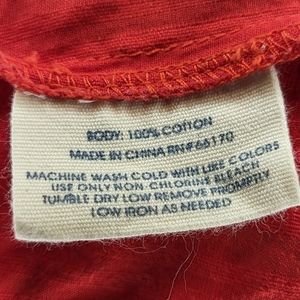 BODY: 100% COTTON
MADE IN CHINA RN# 66170
MACHINE WASH COLD WITH LIKE COLORS
USE ONLY NON-CHLORINE BLEACH
TUMBLE DRY LOW REMOVE PROMPTLY
LOW IRON AS NEEDED